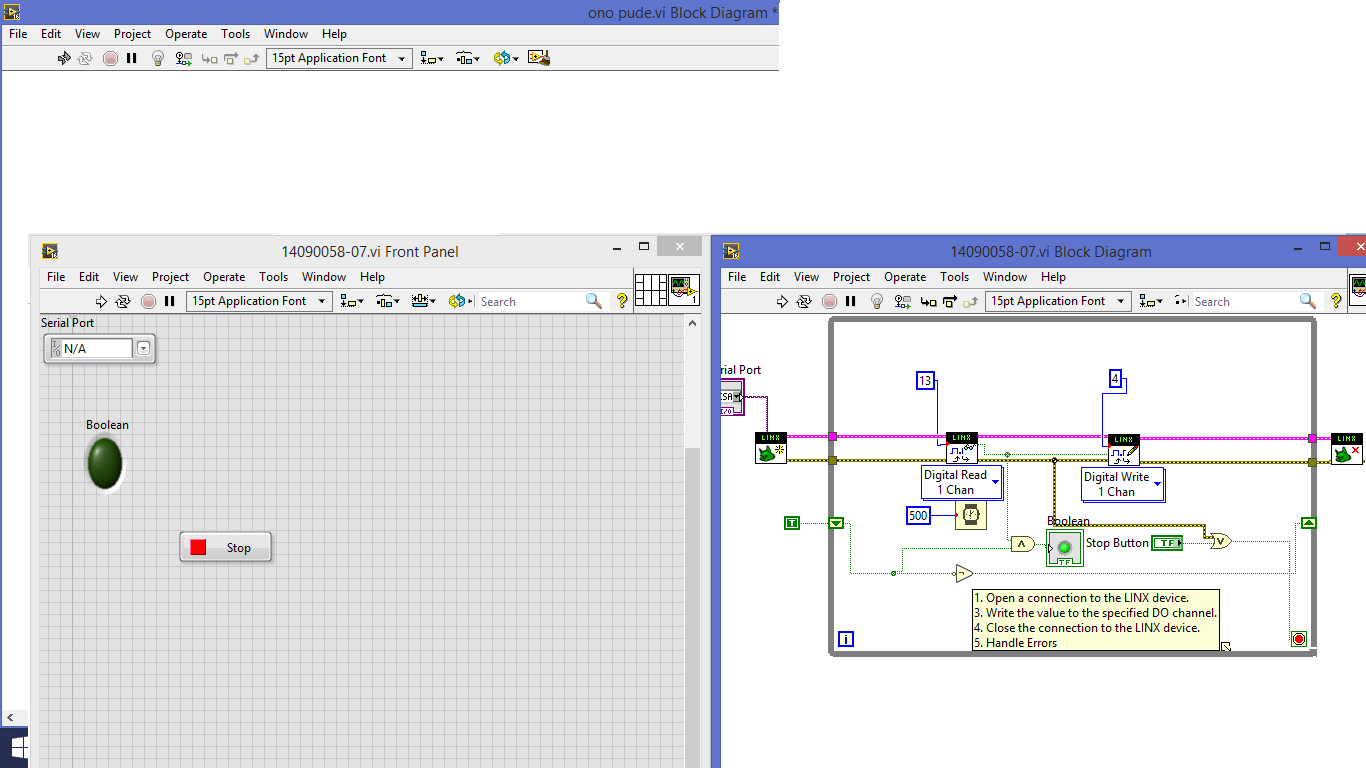 ono pude.vi Block Diagram *
File Edit View Project Operate Tools Window Help
15pt Application Font
14090058-07.vi Front Panel
File Edit View Project Operate Tools Window Help
15pt Application Font
Search
Serial Port
N/A
Boolean
Stop
14090058-07.vi Block Diagram
File Edit View Project Operate Tools Window Help
15pt Application Font
Search
rial Port
13
4
LINX
LINX
LINX
LINX
Digital Read
1 Chan
Digital Write
1 Chan
500
T
Boolean
TF
Stop Button
TF
1. Open a connection to the LINX device.
3. Write the value to the specified DO channel.
4. Close the connection to the LINX device.
5. Handle Errors
i